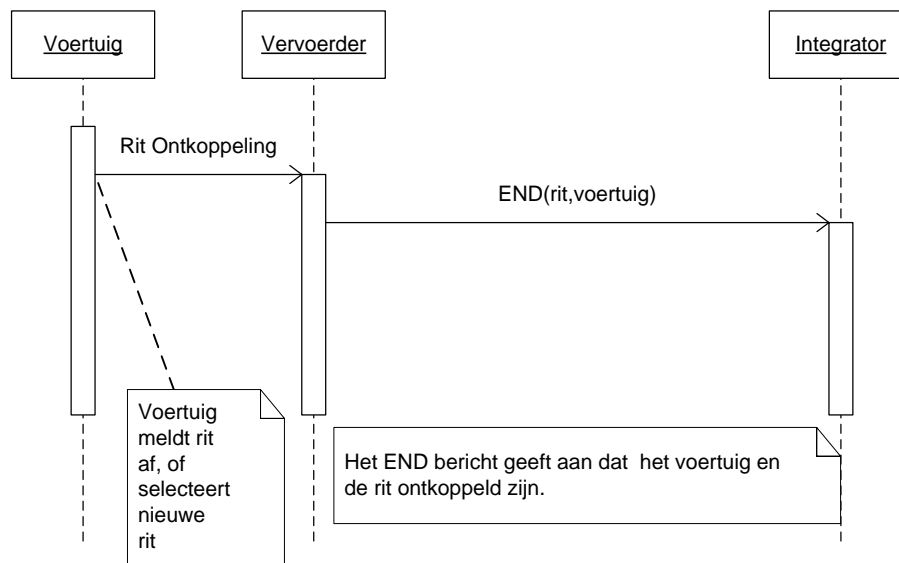 Voertuig
Vervoerder
Integrator
Rit Ontkoppeling
END(rit,voertuig)
Voertuig
meldt rit
af, of
selecteert
nieuwe
rit
Het END bericht geeft aan dat  het voertuig en
de rit ontkoppeld zijn.